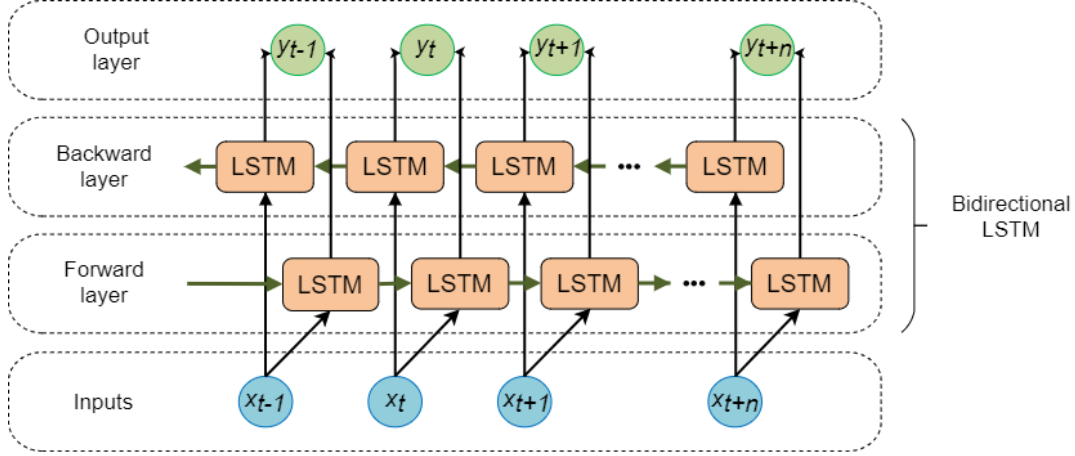 Output
layer
yt-1
yt
yt+1
yt+n
Backward
layer
LSTM
LSTM
LSTM
...
LSTM
Bidirectional
LSTM
Forward
layer
LSTM
LSTM
LSTM
...
LSTM
Inputs
xt-1
xt
xt+1
xt+n